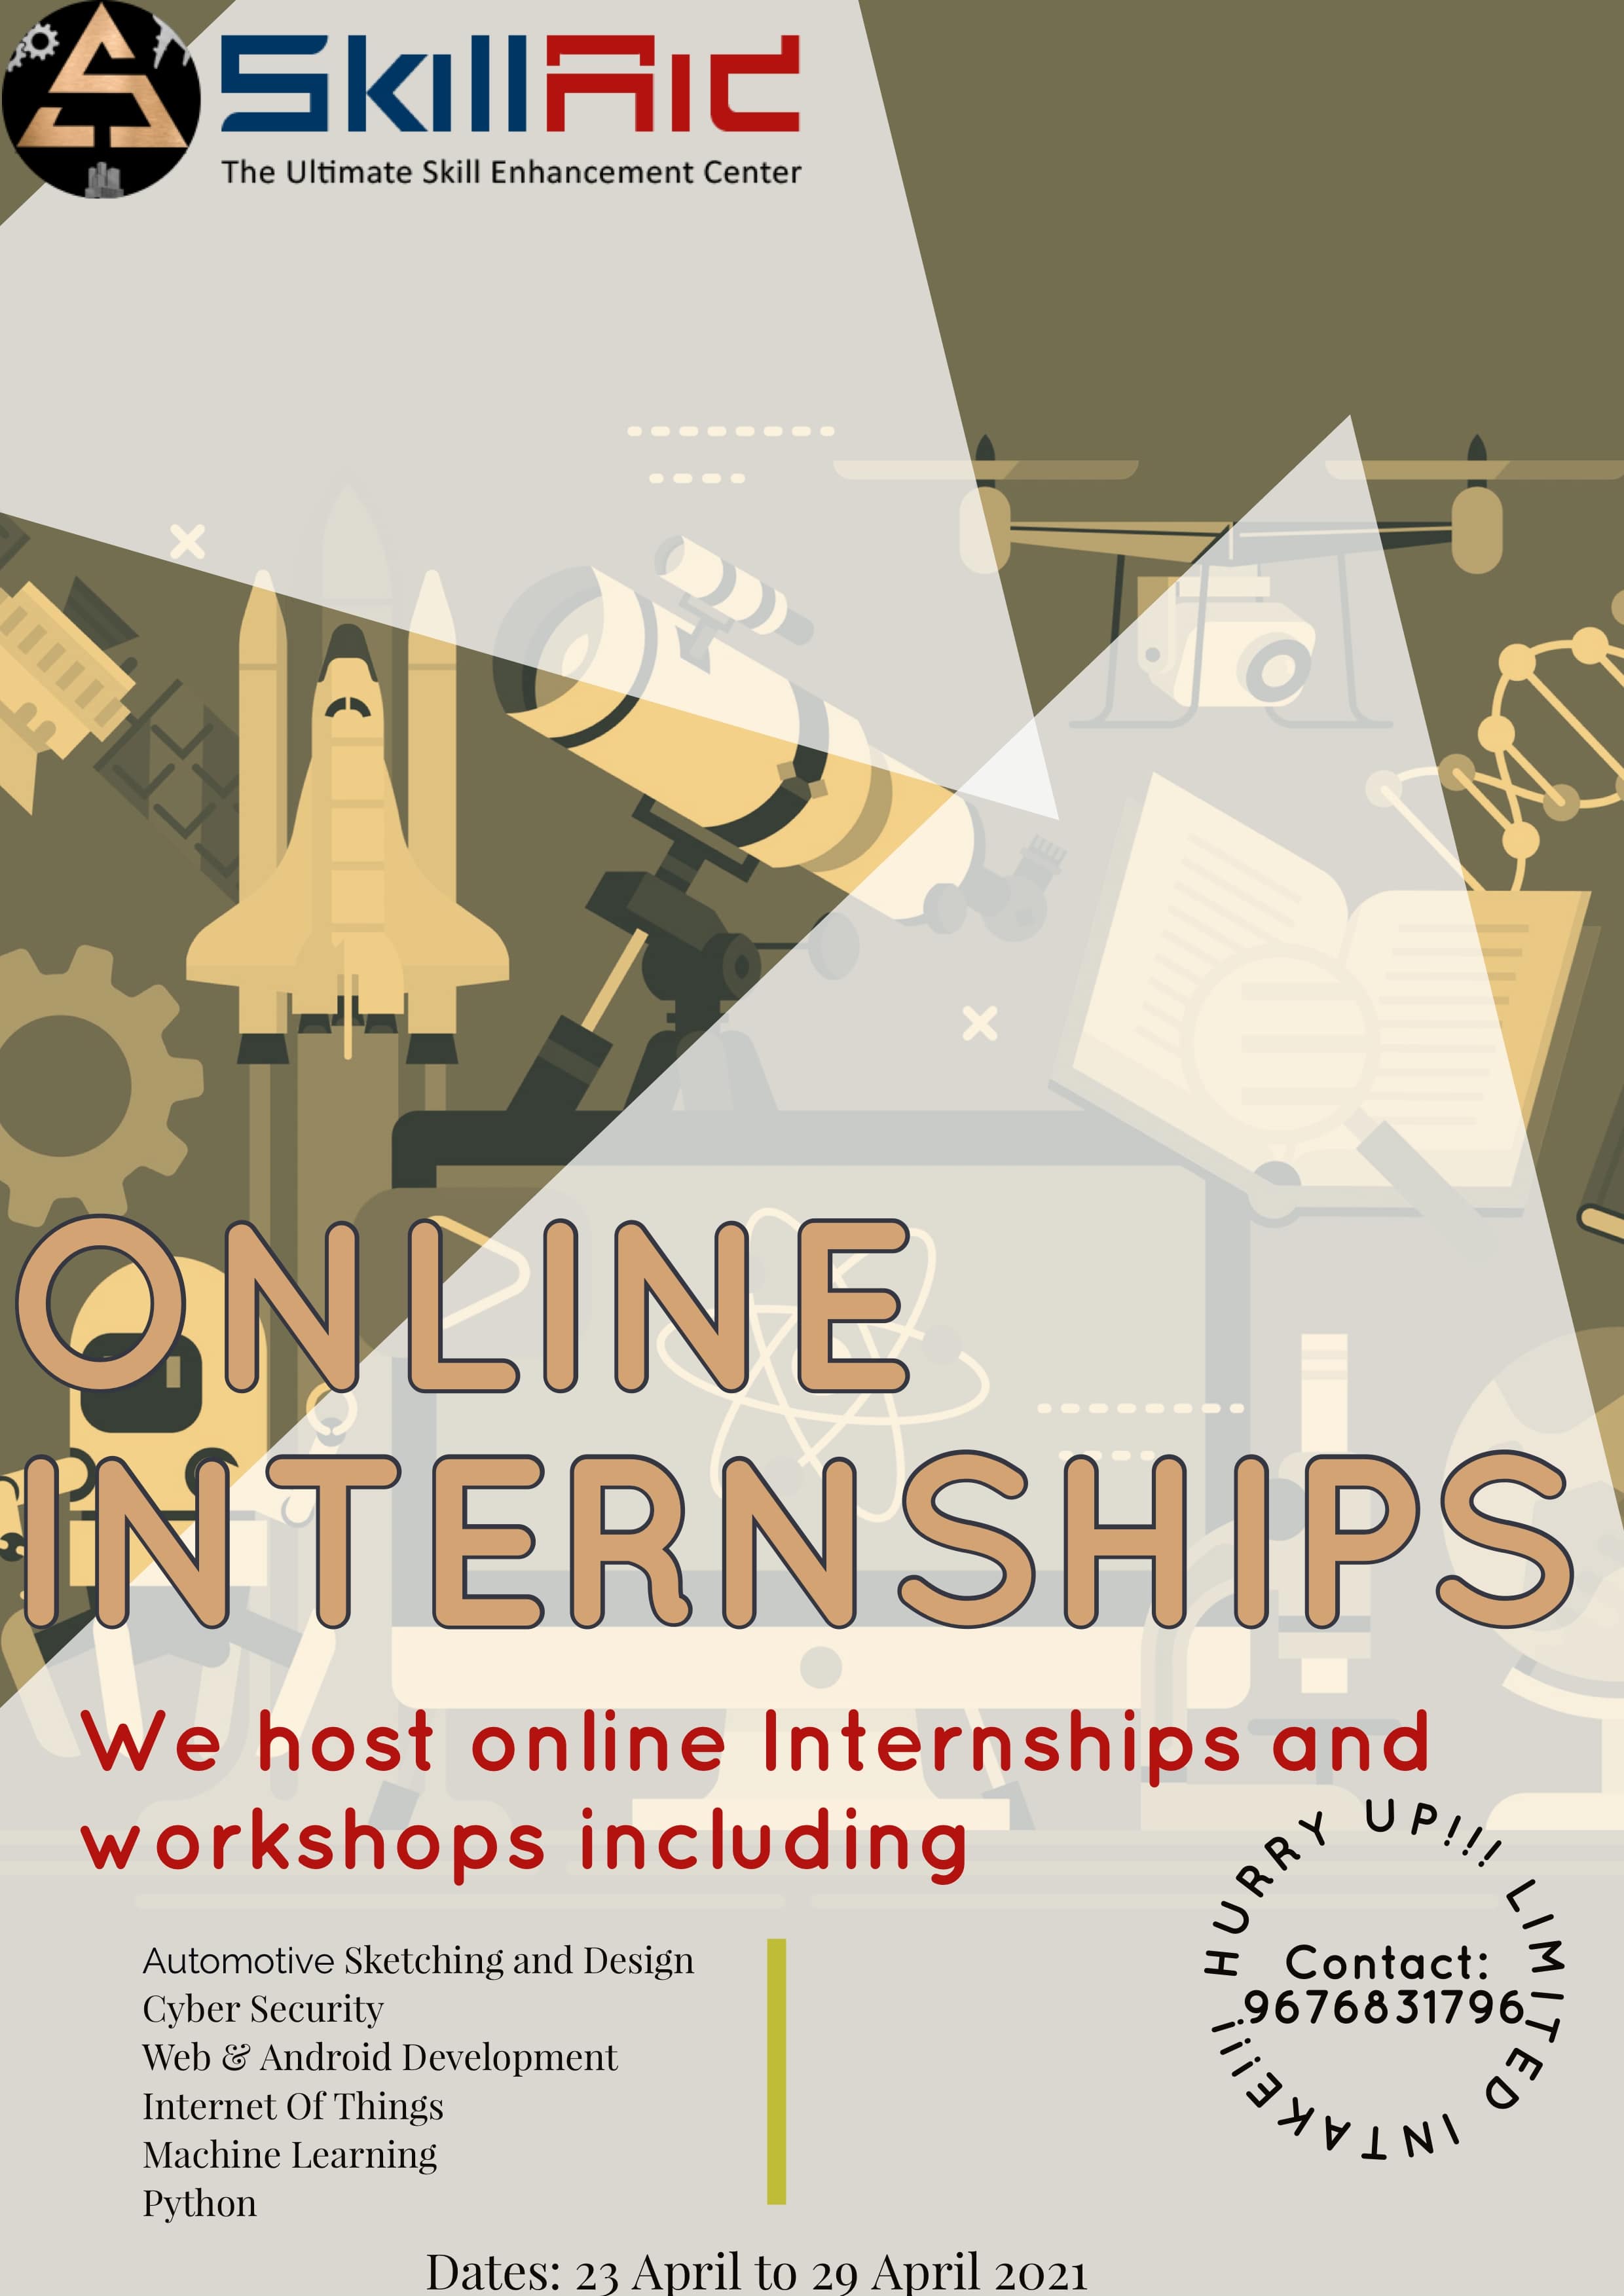 SkillAid
The Ultimate Skill Enhancement Center
ONLINE
INTERNSHIPS
We host online Internships and
workshops including
Automotive Sketching and Design
Cyber Security
Web & Android Development
Internet Of Things
Machine Learning
Python
HURRY UP!!! LIMITED INTAKE!!!
Contact:
9676831796
Dates: 23 April to 29 April 2021